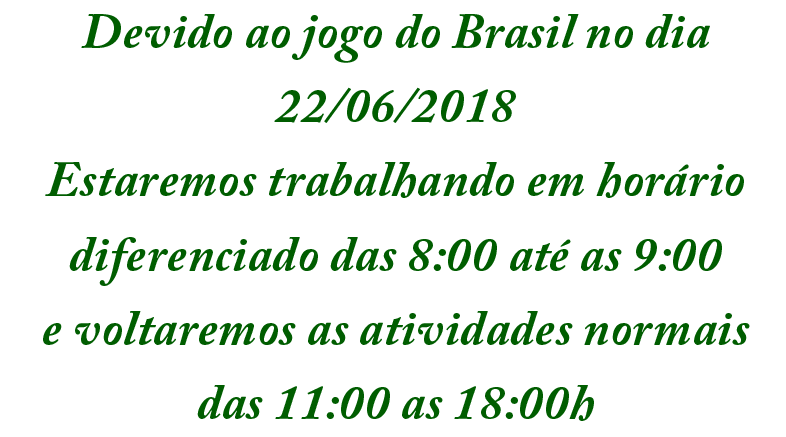 Devido ao jogo do Brasil no dia
22/06/2018
Estaremos trabalhando em horário
diferenciado das 8:00 até as 9:00
e voltaremos as atividades normais
das 11:00 as 18:00h